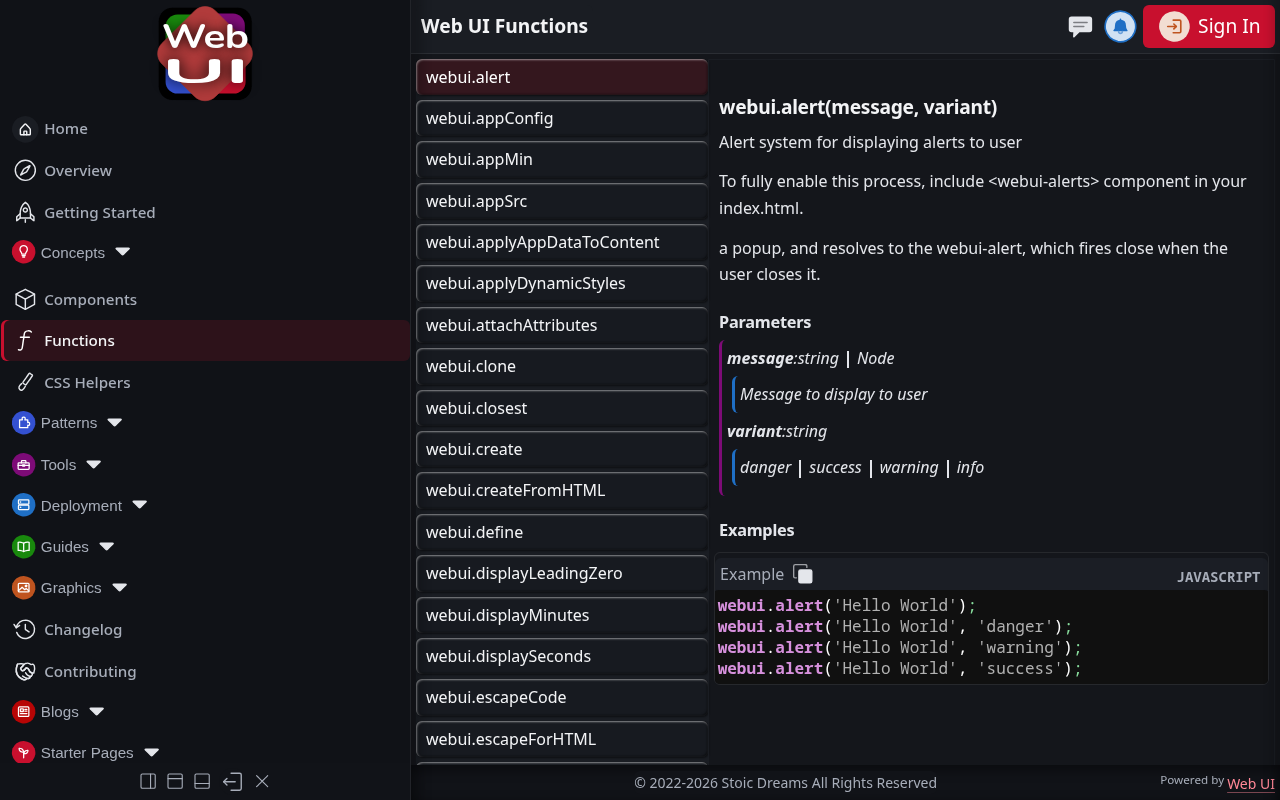 Web UI
Home
Overview
Getting Started
Concepts
Components
Functions
CSS Helpers
Patterns
Tools
Deployment
Guides
Graphics
Changelog
Contributing
Blogs
Starter Pages
Web UI Functions
Sign In
webui.alert
webui.appConfig
webui.appMin
webui.appSrc
webui.applyAppDataToContent
webui.applyDynamicStyles
webui.attachAttributes
webui.clone
webui.closest
webui.create
webui.createFromHTML
webui.define
webui.displayLeadingZero
webui.displayMinutes
webui.displaySeconds
webui.escapeCode
webui.escapeForHTML
webui.alert(message, variant)
Alert system for displaying alerts to user
To fully enable this process, include <webui-alerts> component in your
index.html.
a popup, and resolves to the webui-alert, which fires close when the
user closes it.
Parameters
message:string | Node
Message to display to user
variant:string
danger | success | warning | info
Examples
Example
JAVASCRIPT
webui.alert('Hello World');
webui.alert('Hello World', 'danger');
webui.alert('Hello World', 'warning');
webui.alert('Hello World', 'success');
© 2022-2026 Stoic Dreams All Rights Reserved
Powered by Web UI